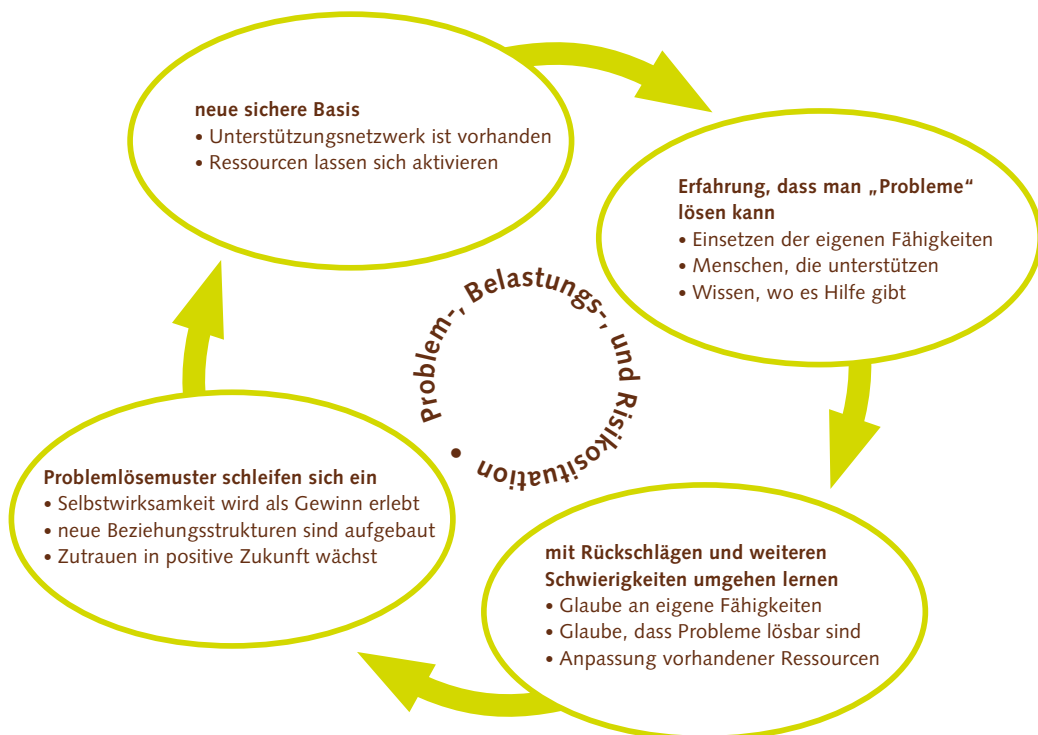 neue sichere Basis
• Unterstützungsnetzwerk ist vorhanden
• Ressourcen lassen sich aktivieren
Erfahrung, dass man „Probleme“
lösen kann
• Einsetzen der eigenen Fähigkeiten
• Menschen, die unterstützen
• Wissen, wo es Hilfe gibt
Problem-, Belastungs-, und Risikosituation •
Problemlösemuster schleifen sich ein
• Selbstwirksamkeit wird als Gewinn erlebt
• neue Beziehungsstrukturen sind aufgebaut
• Zutrauen in positive Zukunft wächst
mit Rückschlägen und weiteren
Schwierigkeiten umgehen lernen
• Glaube an eigene Fähigkeiten
• Glaube, dass Probleme lösbar sind
• Anpassung vorhandener Ressourcen